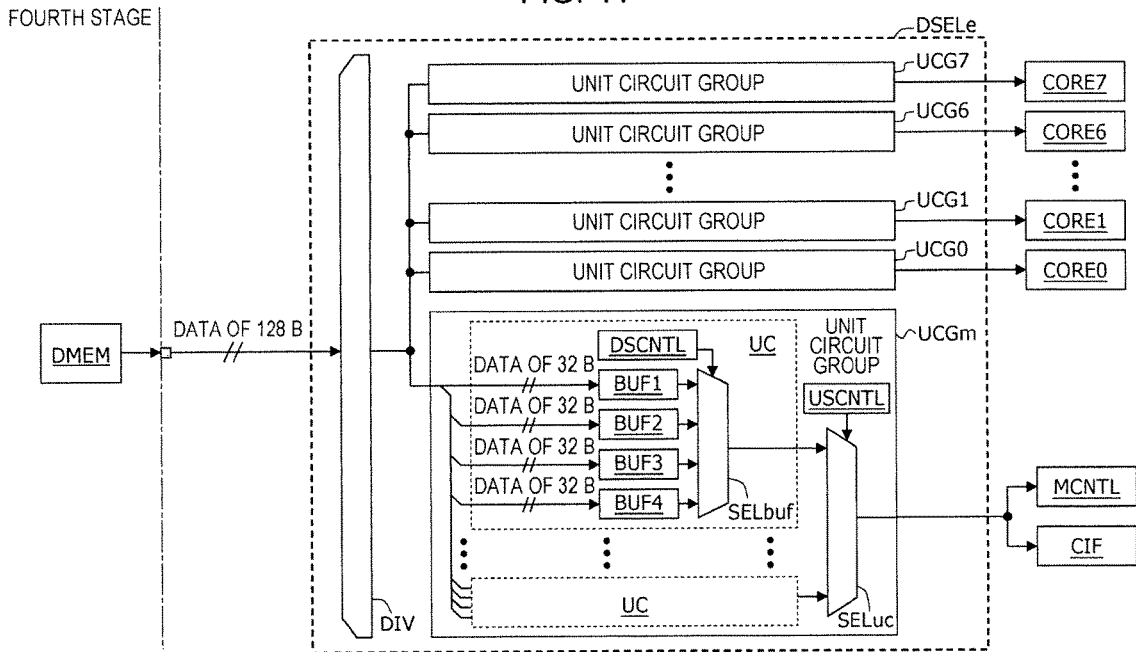 FOURTH STAGE
DSELe
UCG7
UNIT CIRCUIT GROUP
CORE7
UCG6
UNIT CIRCUIT GROUP
CORE6
UCG1
UNIT CIRCUIT GROUP
CORE1
UCG0
UNIT CIRCUIT GROUP
CORE0
DMEM
DATA OF 128 B
DIV
UCGm
UNIT
CIRCUIT
GROUP
DSCNTL
UC
USCNTL
DATA OF 32 B
BUF1
DATA OF 32 B
BUF2
DATA OF 32 B
BUF3
DATA OF 32 B
BUF4
SELbuf
MCNTL
CIF
UC
SELuc